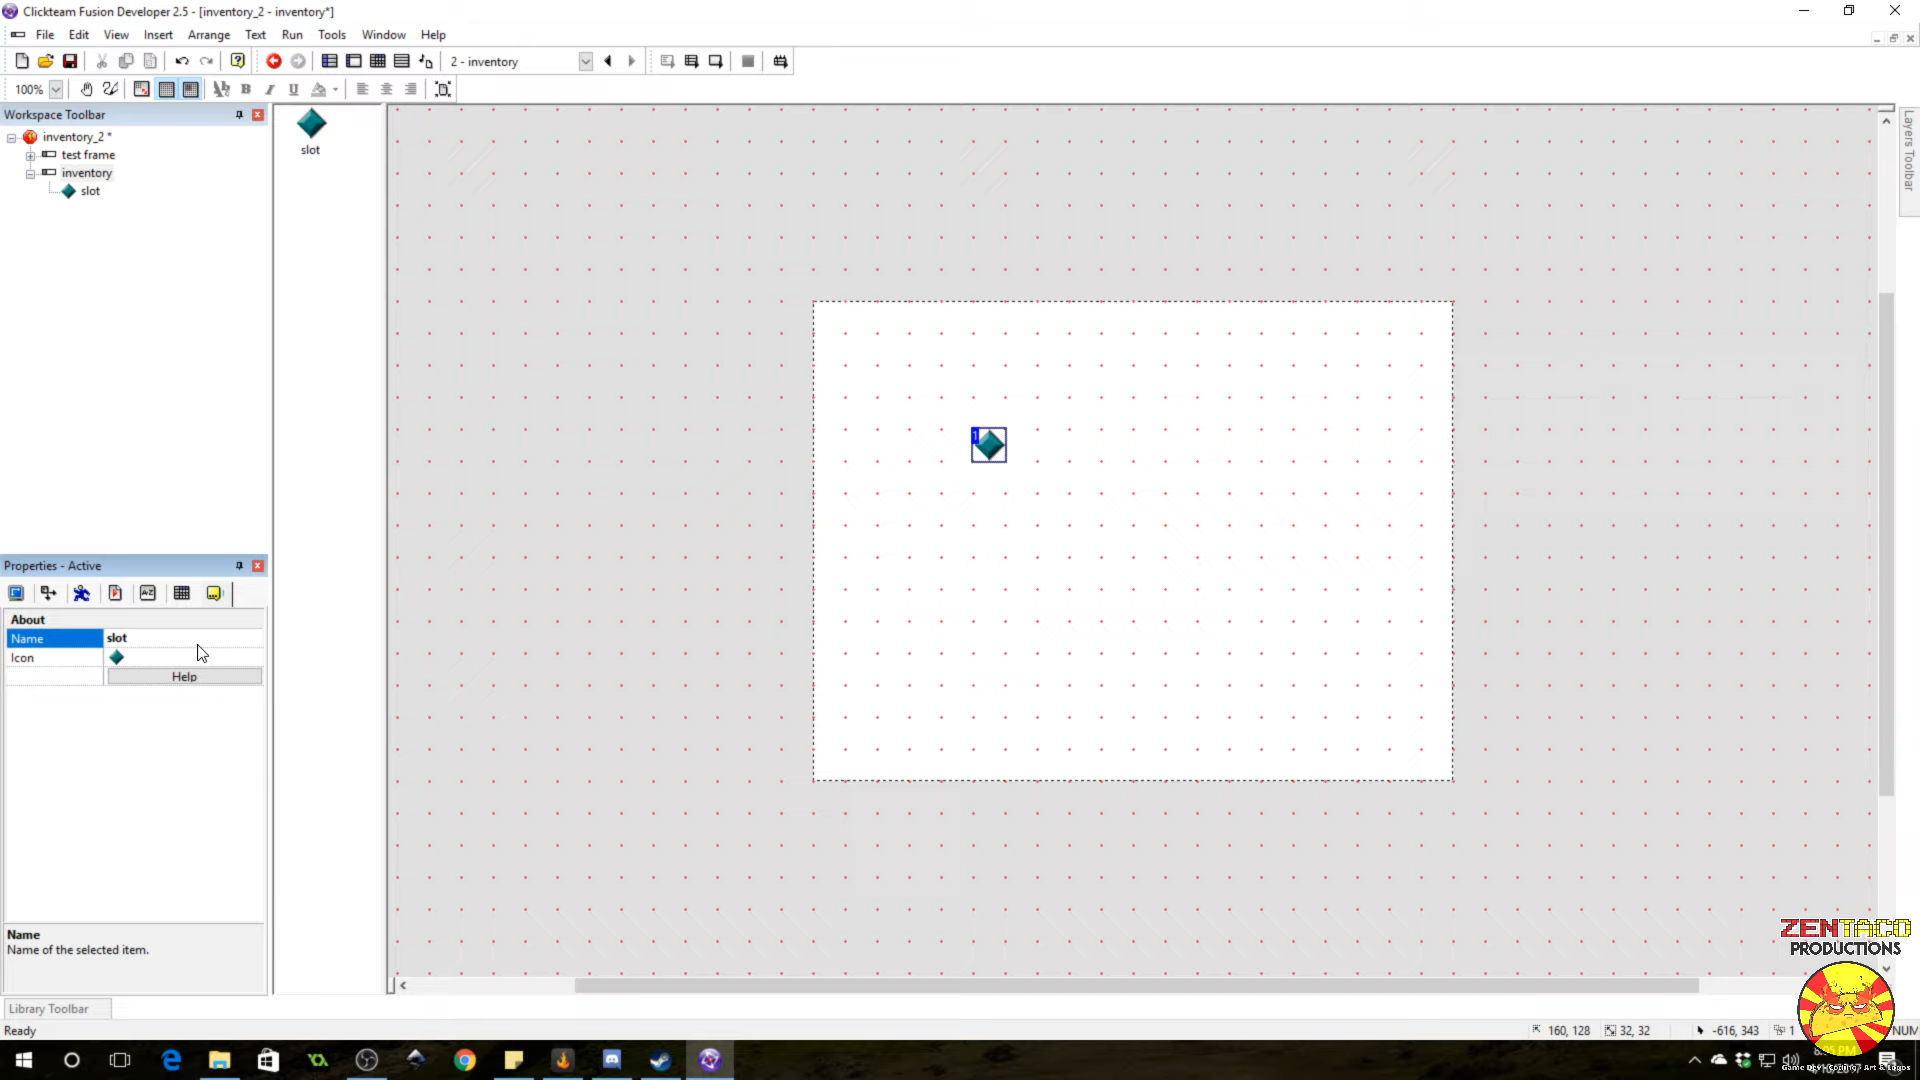 Clickteam Fusion Developer 2.5 - [inventory_2 - inventory*]
File Edit View Insert Arrange Text Run Tools Window Help
2 - inventory
100%
Workspace Toolbar
inventory_2 *
test frame
inventory
slot
slot
1
Layers Toolbar
Properties - Active
About
Name slot
Icon
Help
Name
Name of the selected item.
Library Toolbar
Ready
160, 128
32, 32
-616, 343
1
NUM
ZENTACO
PRODUCTIONS